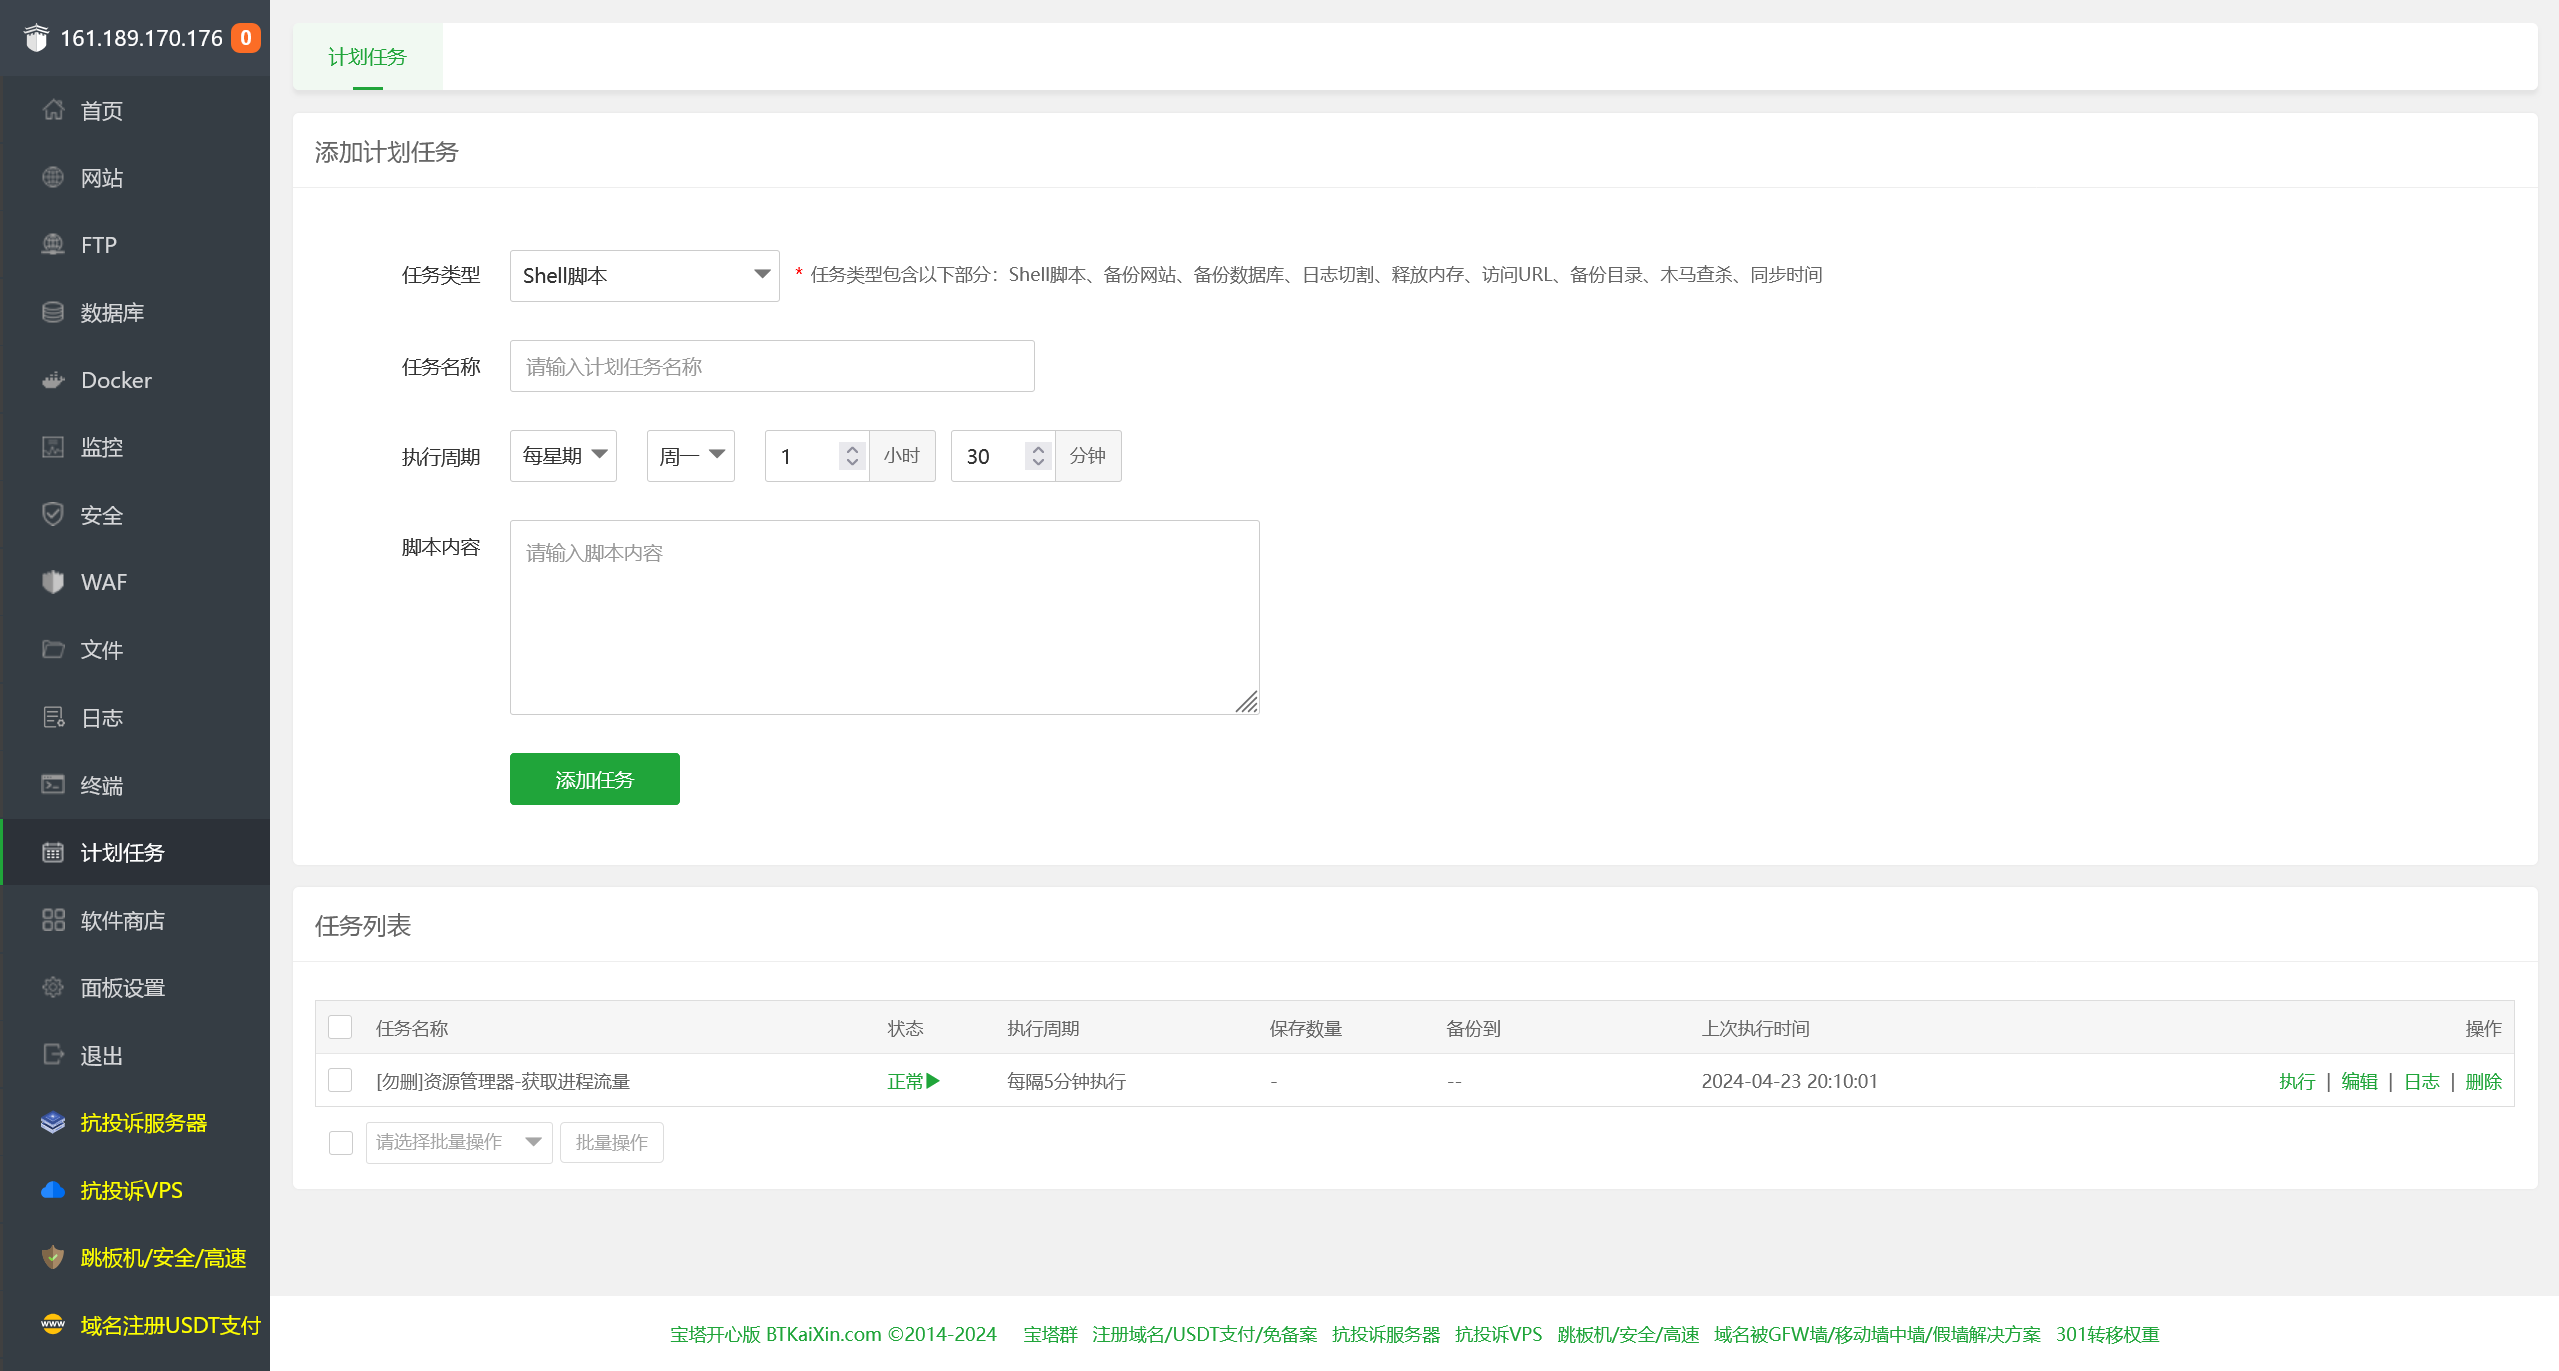 161.189.170.176 0
首页
网站
FTP
数据库
Docker
监控
安全
WAF
文件
日志
终端
计划任务
软件商店
面板设置
退出
抗投诉服务器
抗投诉VPS
跳板机/安全/高速
域名注册USDT支付
计划任务
添加计划任务
任务类型 Shell脚本 * 任务类型包含以下部分：Shell脚本、备份网站、备份数据库、日志切割、释放内存、访问URL、备份目录、木马查杀、同步时间
任务名称 请输入计划任务名称
执行周期 每星期 周一 1 小时 30 分钟
脚本内容 请输入脚本内容
添加任务
任务列表
任务名称 状态 执行周期 保存数量 备份到 上次执行时间 操作
[勿删]资源管理器-获取进程流量 正常 每隔5分钟执行 - -- 2024-04-23 20:10:01 执行 | 编辑 | 日志 | 删除
请选择批量操作 批量操作
宝塔开心版 BTKaiXin.com ©2014-2024 宝塔群 注册域名/USDT支付/免备案 抗投诉服务器 抗投诉VPS 跳板机/安全/高速 域名被GFW墙/移动墙中墙/假墙解决方案 301转移权重